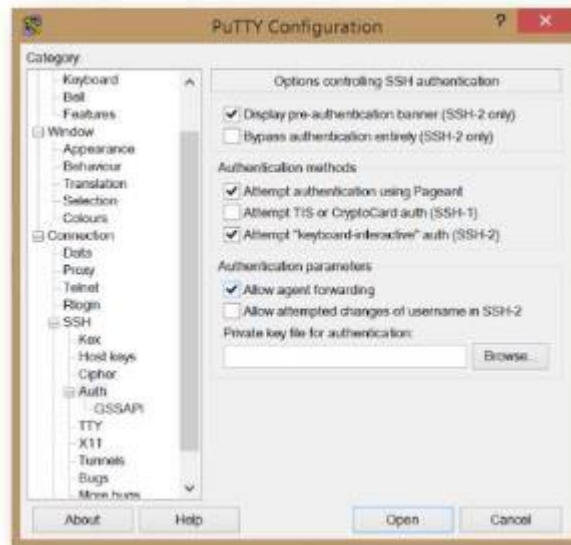 PuTTY Configuration
?
Category:
Keyboard
Bell
Features
Window
Appearance
Behaviour
Translation
Selection
Colours
Connection
Data
Proxy
Telnet
Rlogin
SSH
Kex
Host keys
Cipher
Auth
GSSAPI
TTY
X11
Tunnels
Bugs
More bugs
Options controlling SSH authentication
Display pre-authentication banner (SSH-2 only)
Bypass authentication entirely (SSH-2 only)
Authentication methods
Attempt authentication using Pageant
Attempt TIS or CryptoCard auth (SSH-1)
Attempt "keyboard-interactive" auth (SSH-2)
Authentication parameters
Allow agent forwarding
Allow attempted changes of username in SSH-2
Private key file for authentication:
Browse...
About
Help
Open
Cancel